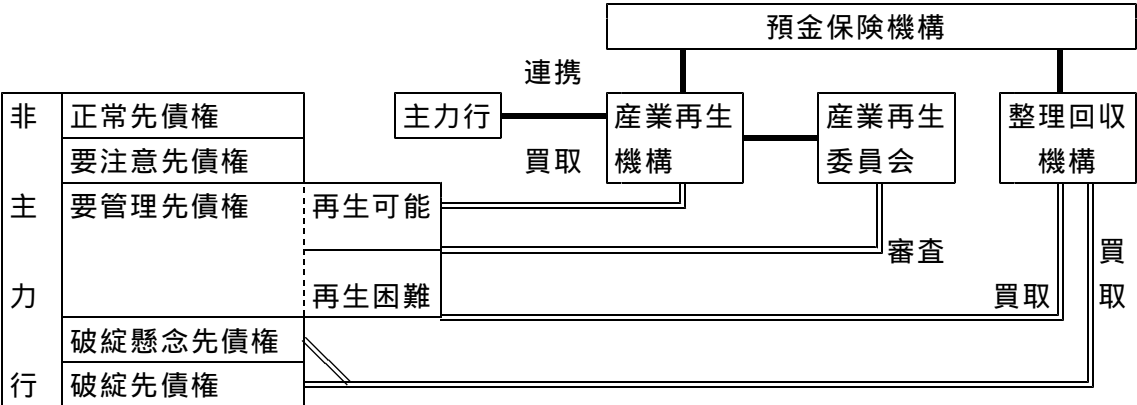 預金保険機構
連携
非 正常先債権 主力行 産業再生 産業再生 整理回収
要注意先債権 買取 機構 委員会 機構
主 要管理先債権 再生可能
審査 買
力 再生困難 買取 取
破綻懸念先債権
行 破綻先債権